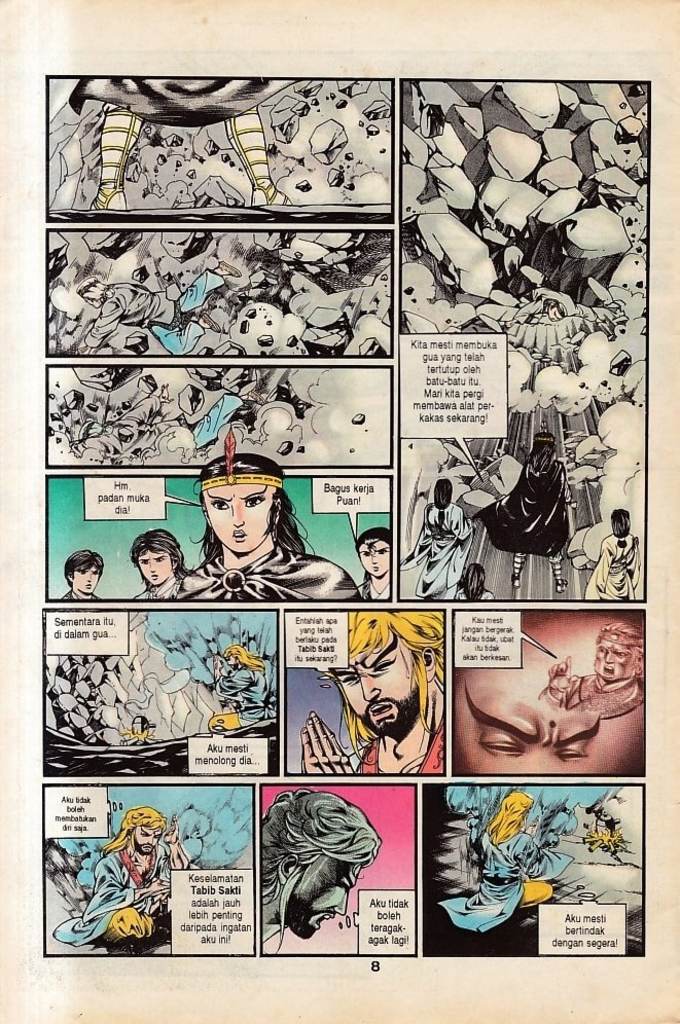 Kita mesti membuka
gua yang telah
tertutup oleh
batu-batu itu.
Mari kita pergi
membawa alat per-
kakas sekarang!
Hm,
padan muka
dia!
Bagus kerja
Puan!
Sementara itu,
di dalam gua...
Aku mesti
menolong dia...
Entahlah apa
yang telah
berlaku pada
Tabib Sakti
itu sekarang?
Kau mesti
jangan bergerak.
Kalau tidak, ubat
itu tidak
akan berkesan.
Aku tidak
boleh
membatukan
diri saja.
Keselamatan
Tabib Sakti
adalah jauh
lebih penting
daripada ingatan
aku ini!
Aku tidak
boleh
teragak-
agak lagi!
Aku mesti
bertindak
dengan segera!
8